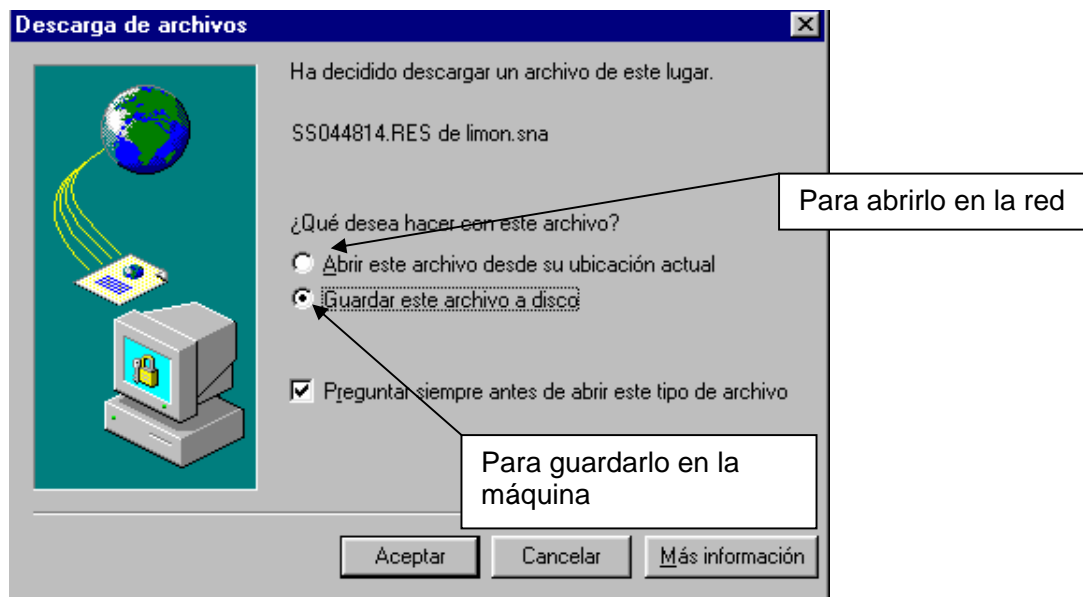 Descarga de archivos
Ha decidido descargar un archivo de este lugar.
SS044814.RES de limon.sna
Para abrirlo en la red
¿Qué desea hacer con este archivo?
Abrir este archivo desde su ubicación actual
Guardar este archivo a disco
Preguntar siempre antes de abrir este tipo de archivo
Para guardarlo en la
máquina
Aceptar
Cancelar
Más información